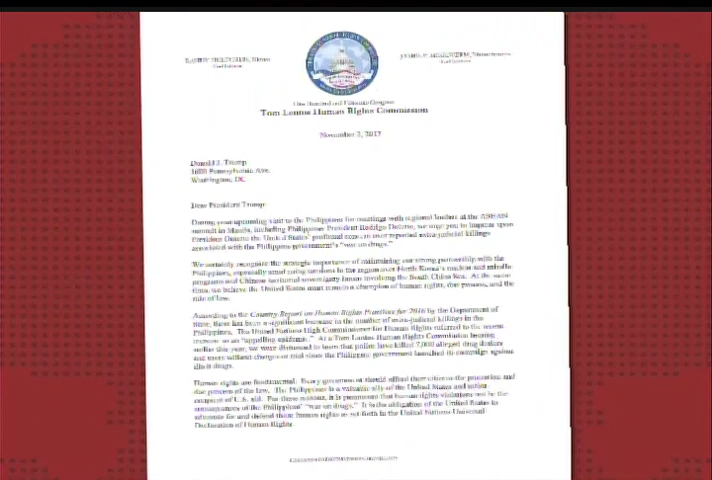 RANDY HULTGREN, Illinois
JAMES P. MCGOVERN, Massachusetts
Co-Chairman
Co-Chairman
One Hundred and Fifteenth Congress
Tom Lantos Human Rights Commission
November 2, 2017
Donald J. Trump
1600 Pennsylvania Ave.
Washington, DC
Dear President Trump:
During your upcoming visit to the Philippines for meetings with regional leaders at the ASEAN
summit in Manila, including Philippines President Rodrigo Duterte, we urge you to impress upon
President Duterte the United States' profound concern over reported extra-judicial killings
associated with the Philippine government's "war on drugs."
We certainly recognize the strategic importance of maintaining our strong partnership with the
Philippines, especially amid rising tensions in the region over North Korea's nuclear and missile
programs and Chinese territorial sovereignty issues involving the South China Sea. At the same
time, we believe the United States must remain a champion of human rights, due process, and the
rule of law.
According to the Country Report on Human Rights Practices for 2016 by the Department of
State, there has been a significant increase in the number of extra-judicial killings in the
Philippines. The United Nations High Commissioner for Human Rights referred to the recent
increase as an "appalling epidemic." At a Tom Lantos Human Rights Commission hearing
earlier this year, we were dismayed to learn that police have killed 7,000 alleged drug dealers
and users without charge or trial since the Philippine government launched its campaign against
illicit drugs.
Human rights are fundamental. Every government should afford their citizens the protection and
due process of the law. The Philippines is a valuable ally of the United States and major
recipient of U.S. aid. For these reasons, it is paramount that human rights violations not be the
consequences of the Philippines' "war on drugs." It is the obligation of the United States to
advocate for and defend these human rights as set forth in the United Nations Universal
Declaration of Human Rights